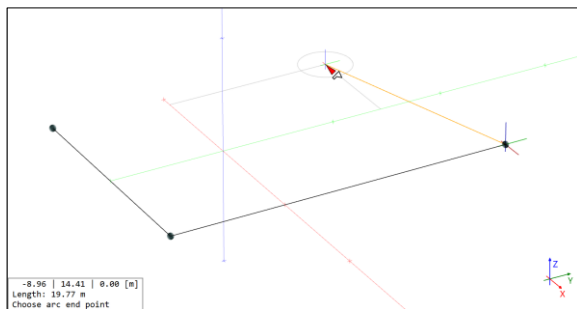 -8.96 | 14.41 | 0.00 [m]
Length: 19.77 m
Choose arc end point
Z
Y
X